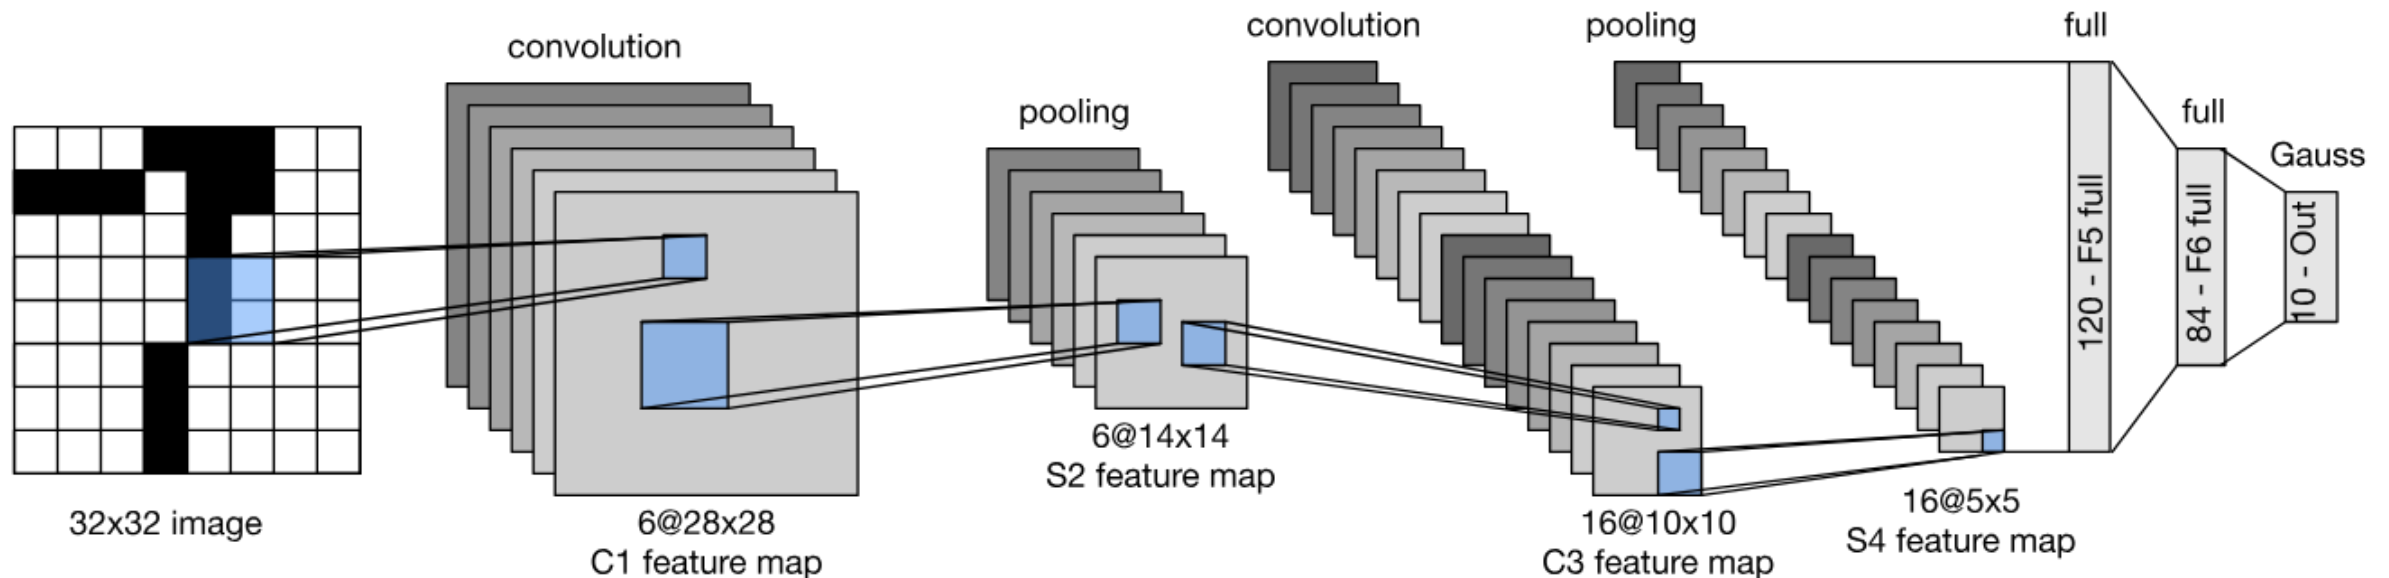 convolution
pooling
convolution
pooling
full
full
Gauss
120 - F5 full
84 - F6 full
10 - Out
32x32 image
6@28x28
C1 feature map
6@14x14
S2 feature map
16@10x10
C3 feature map
16@5x5
S4 feature map